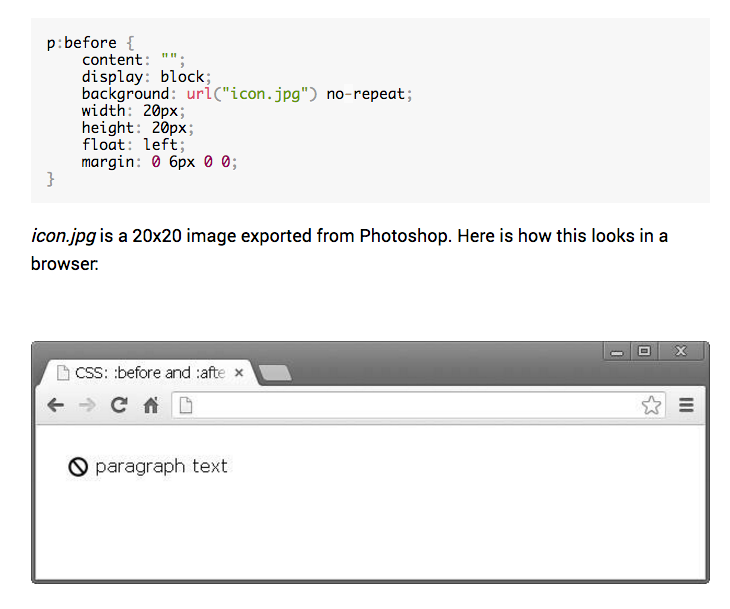 p:before {
    content: "";
    display: block;
    background: url("icon.jpg") no-repeat;
    width: 20px;
    height: 20px;
    float: left;
    margin: 0 6px 0 0;
}
icon.jpg is a 20x20 image exported from Photoshop. Here is how this looks in a
browser:
CSS: :before and :afte
paragraph text